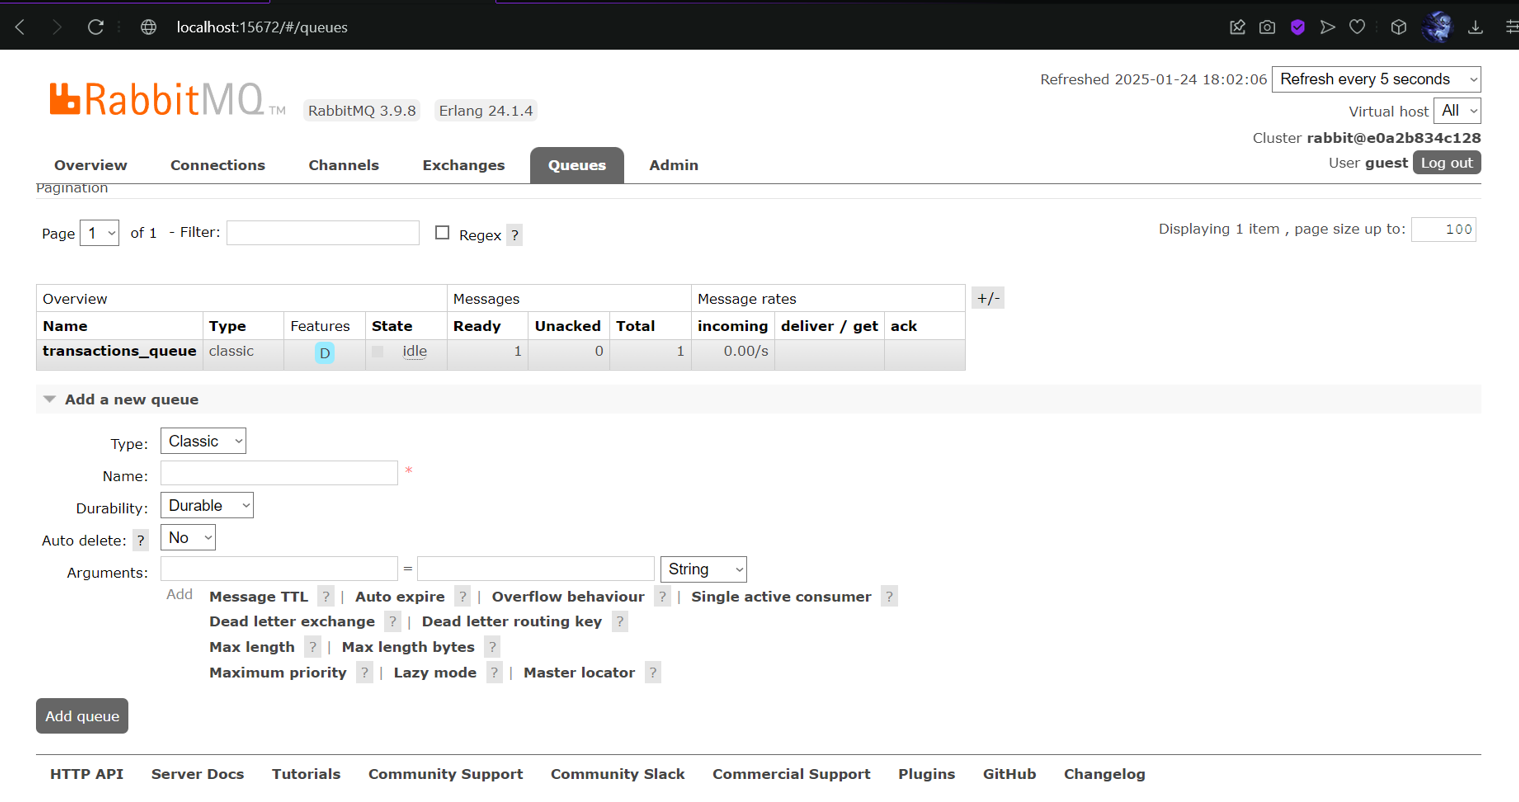 localhost:15672/#/queues
Refreshed 2025-01-24 18:02:06 Refresh every 5 seconds
RabbitMQ TM RabbitMQ 3.9.8 Erlang 24.1.4
Virtual host All
Cluster rabbit@e0a2b834c128
User guest Log out
Overview Connections Channels Exchanges Queues Admin
Pagination
Page 1 of 1 - Filter: Regex ?
Displaying 1 item , page size up to: 100
Overview Messages Message rates +/-
Name Type Features State Ready Unacked Total incoming deliver / get ack
transactions_queue classic D idle 1 0 1 0.00/s
Add a new queue
Type: Classic
Name: *
Durability: Durable
Auto delete: ? No
Arguments: = String
Add Message TTL ? | Auto expire ? | Overflow behaviour ? | Single active consumer ?
Dead letter exchange ? | Dead letter routing key ?
Max length ? | Max length bytes ?
Maximum priority ? | Lazy mode ? | Master locator ?
Add queue
HTTP API Server Docs Tutorials Community Support Community Slack Commercial Support Plugins GitHub Changelog